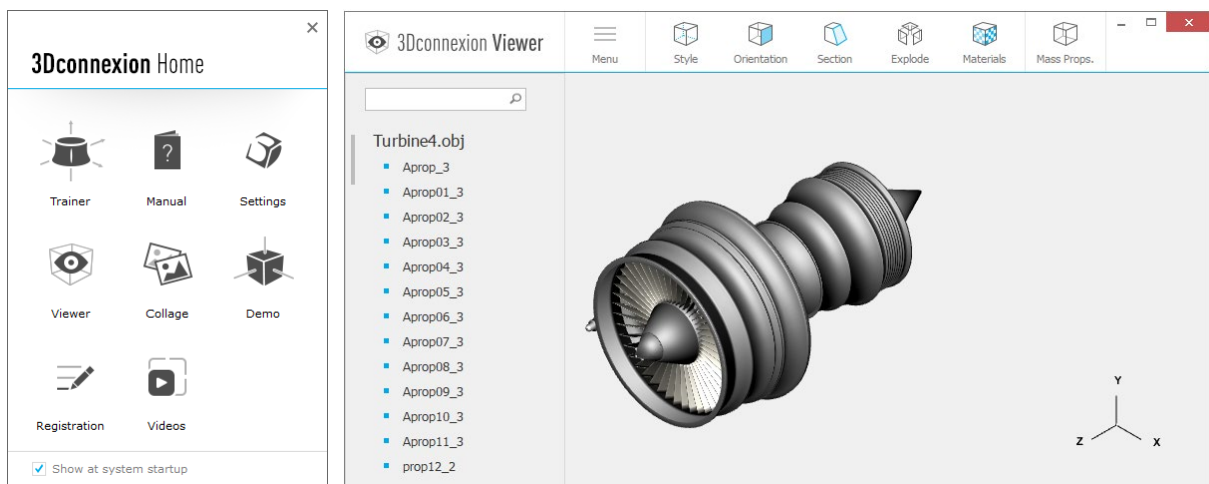 3Dconnexion Home
Trainer Manual Settings
Viewer Collage Demo
Registration Videos
Show at system startup
3Dconnexion Viewer
Menu Style Orientation Section Explode Materials Mass Props.
Turbine4.obj
Aprop_3
Aprop01_3
Aprop02_3
Aprop03_3
Aprop04_3
Aprop05_3
Aprop06_3
Aprop07_3
Aprop08_3
Aprop09_3
Aprop10_3
Aprop11_3
prop12_2
Y
Z X